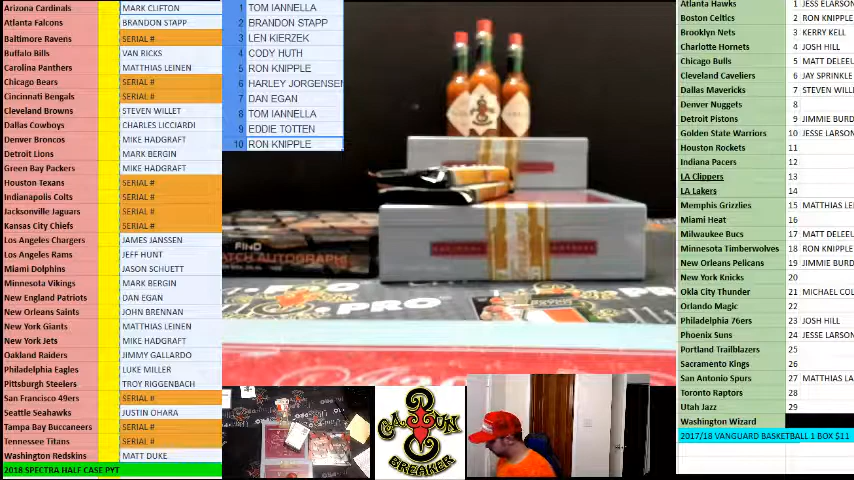 Arizona Cardinals MARK CLIFTON
Atlanta Falcons BRANDON STAPP
Baltimore Ravens SERIAL #
Buffalo Bills VAN RICKS
Carolina Panthers MATTHIAS LEINEN
Chicago Bears SERIAL #
Cincinnati Bengals SERIAL #
Cleveland Browns STEVEN WILLET
Dallas Cowboys CHARLES LICCIARDI
Denver Broncos MIKE HADGRAFT
Detroit Lions MARK BERGIN
Green Bay Packers MIKE HADGRAFT
Houston Texans SERIAL #
Indianapolis Colts SERIAL #
Jacksonville Jaguars SERIAL #
Kansas City Chiefs SERIAL #
Los Angeles Chargers JAMES JANSSEN
Los Angeles Rams JEFF HUNT
Miami Dolphins JASON SCHUETT
Minnesota Vikings MARK BERGIN
New England Patriots DAN EGAN
New Orleans Saints JOHN BRENNAN
New York Giants MATTHIAS LEINEN
New York Jets MIKE HADGRAFT
Oakland Raiders JIMMY GALLARDO
Philadelphia Eagles LUKE MILLER
Pittsburgh Steelers TROY RIGGENBACH
San Francisco 49ers SERIAL #
Seattle Seahawks JUSTIN OHARA
Tampa Bay Buccaneers SERIAL #
Tennessee Titans SERIAL #
Washington Redskins MATT DUKE
2018 SPECTRA HALF CASE PYT
1 TOM IANNELLA
2 BRANDON STAPP
3 LEN KIERZEK
4 CODY HUTH
5 RON KNIPPLE
6 HARLEY JORGENSEN
7 DAN EGAN
8 TOM IANNELLA
9 EDDIE TOTTEN
10 RON KNIPPLE
FIND
AUTOGRAPH
PRO
CAJUN
BREAKER
Atlanta Hawks 1 JESS ELARSON
Boston Celtics 2 RON KNIPPLE
Brooklyn Nets 3 KERRY KELL
Charlotte Hornets 4 JOSH HILL
Chicago Bulls 5 MATT DELEEU
Cleveland Cavaliers 6 JAY SPRINKLE
Dallas Mavericks 7 STEVEN WILL
Denver Nuggets 8
Detroit Pistons 9 JIMMIE BURD
Golden State Warriors 10 JESSE LARSON
Houston Rockets 11
Indiana Pacers 12
LA Clippers 13
LA Lakers 14
Memphis Grizzlies 15 MATTHIAS LE
Miami Heat 16
Milwaukee Bucs 17 MATT DELEEU
Minnesota Timberwolves 18 RON KNIPPLE
New Orleans Pelicans 19 JIMMIE BURD
New York Knicks 20
Okla City Thunder 21 MICHAEL COL
Orlando Magic 22
Philadelphia 76ers 23 JOSH HILL
Phoenix Suns 24 JESSE LARSON
Portland Trailblazers 25
Sacramento Kings 26
San Antonio Spurs 27 MATTHIAS LA
Toronto Raptors 28
Utah Jazz 29
Washington Wizard
2017/18 VANGUARD BASKETBALL 1 BOX $11